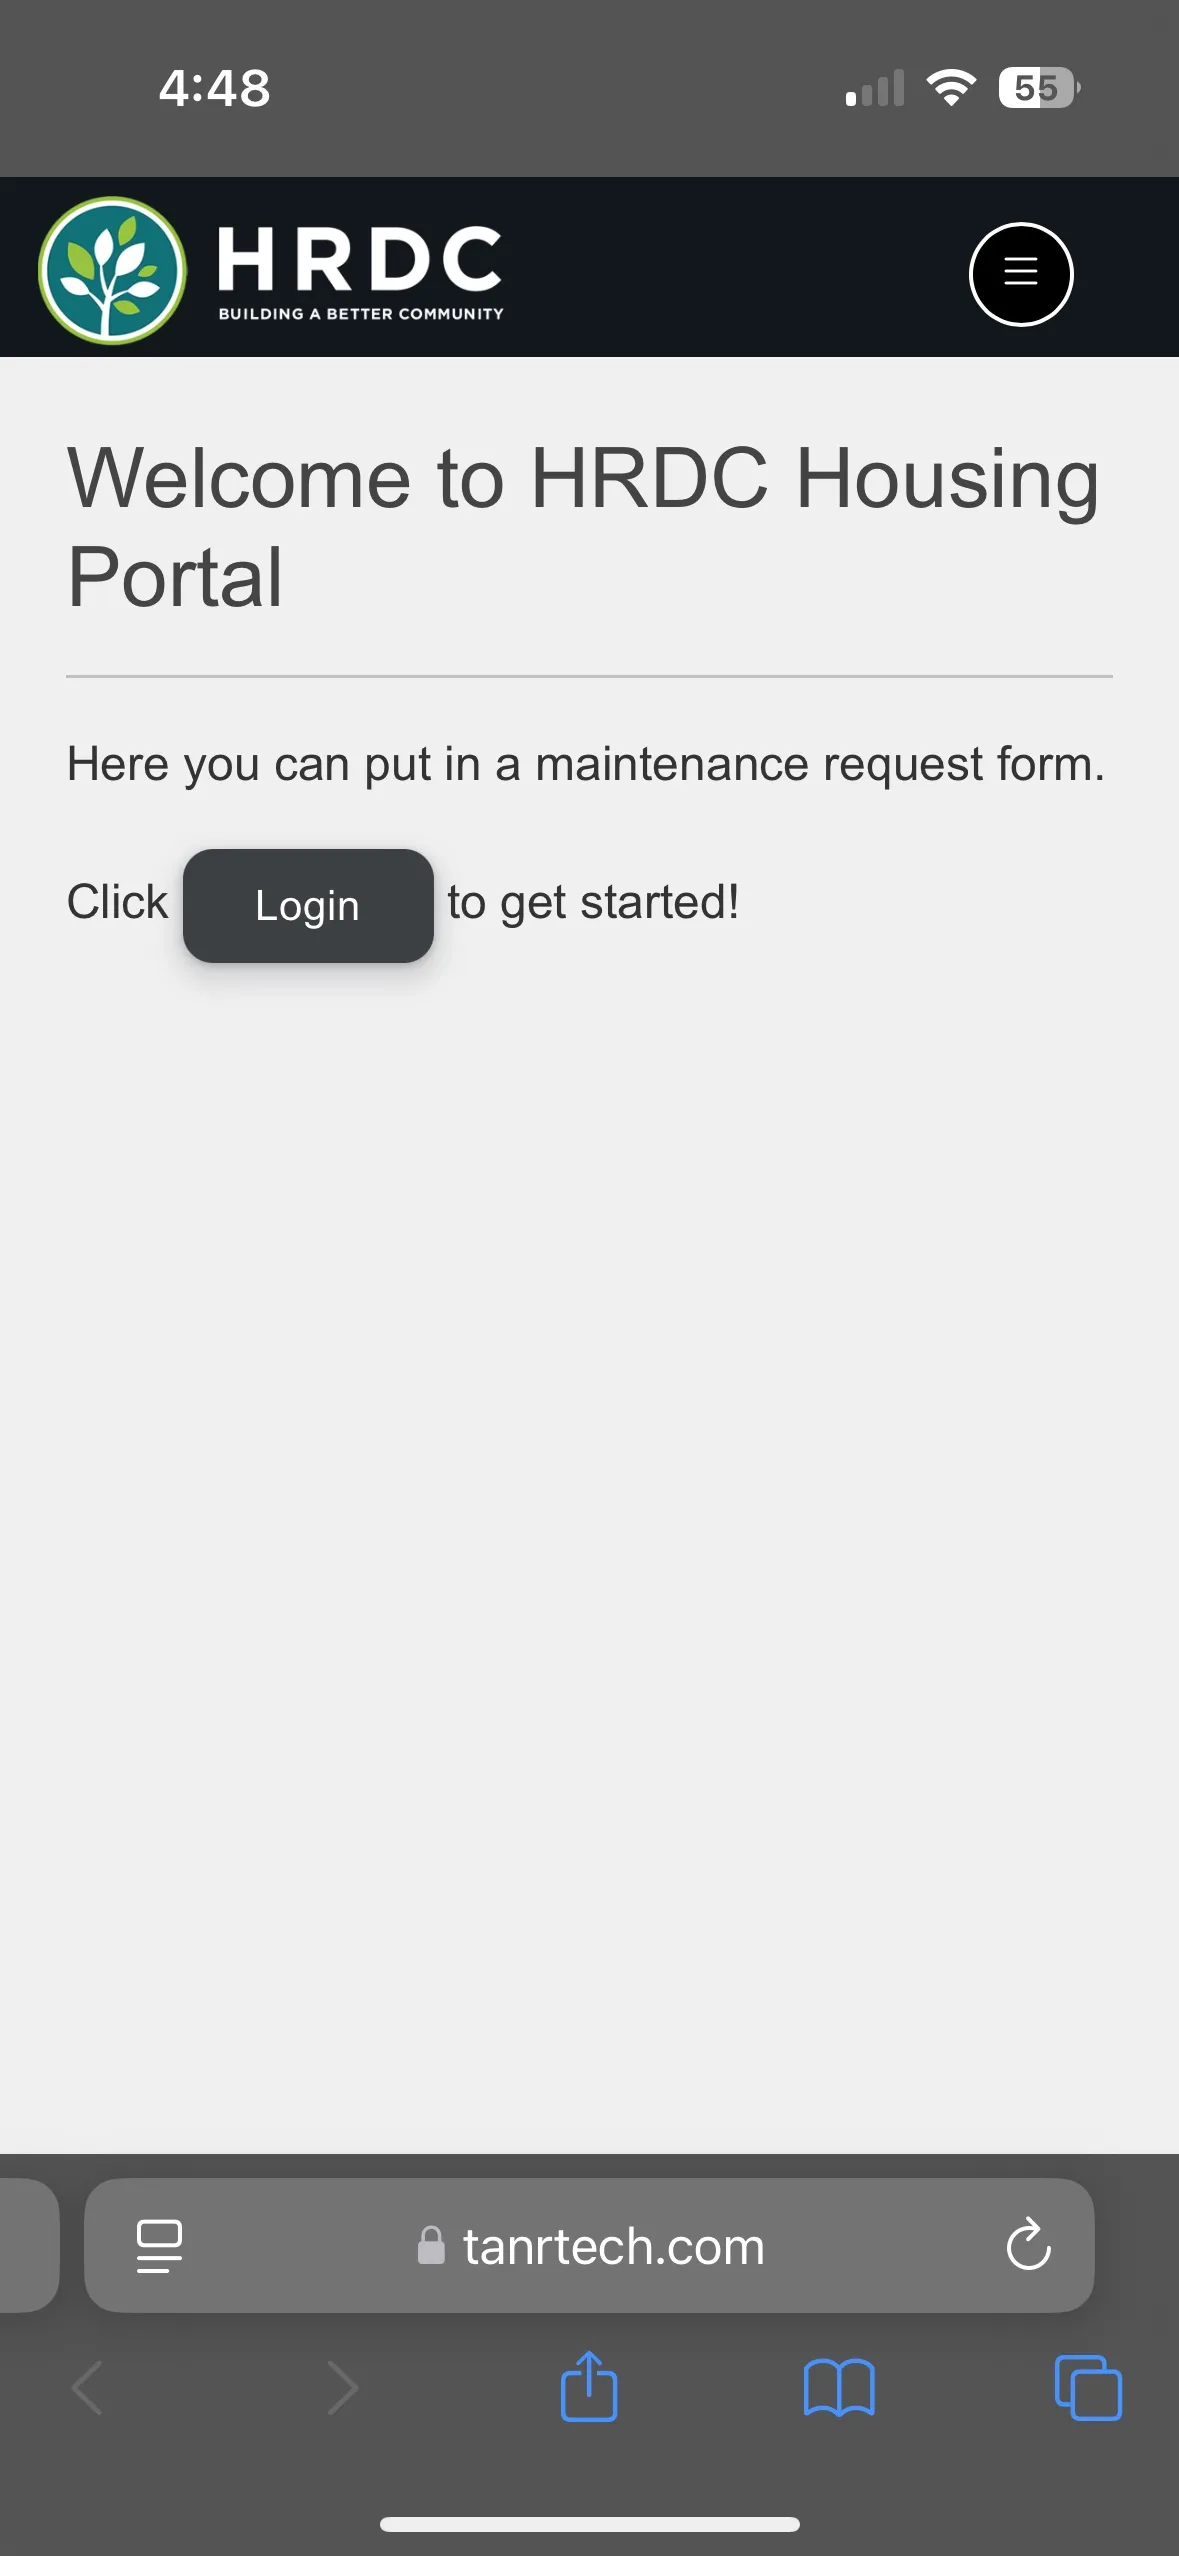 4:48
55
HRDC
BUILDING A BETTER COMMUNITY
Welcome to HRDC Housing
Portal
Here you can put in a maintenance request form.
Click Login to get started!
tanrtech.com